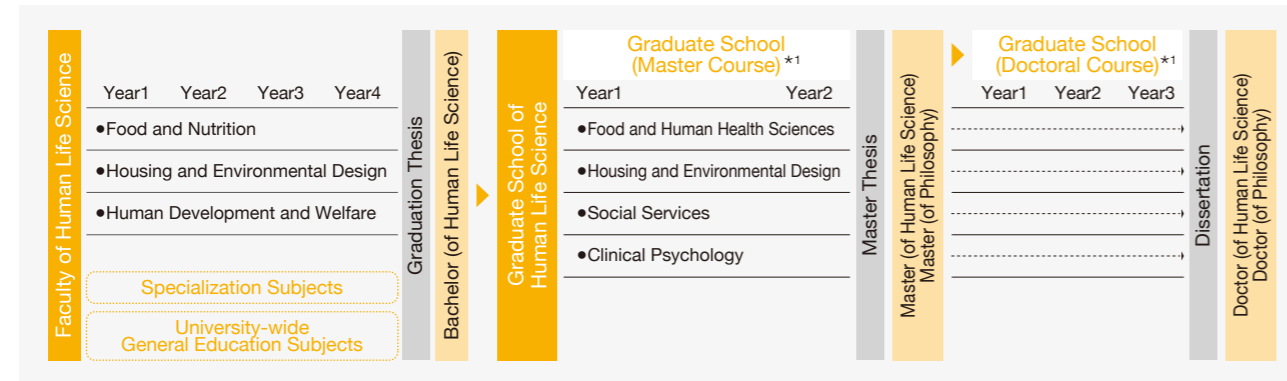 Faculty of Human Life Science
Year1 Year2 Year3 Year4
●Food and Nutrition
●Housing and Environmental Design
●Human Development and Welfare
Specialization Subjects
University-wide
General Education Subjects
Graduation Thesis
Bachelor (of Human Life Science)
Graduate School of
Human Life Science
Graduate School
(Master Course)*1
Year1 Year2
●Food and Human Health Sciences
●Housing and Environmental Design
●Social Services
●Clinical Psychology
Master Thesis
Master (of Human Life Science)
Master (of Philosophy)
Graduate School
(Doctoral Course)*1
Year1 Year2 Year3
Dissertation
Doctor (of Human Life Science)
Doctor (of Philosophy)